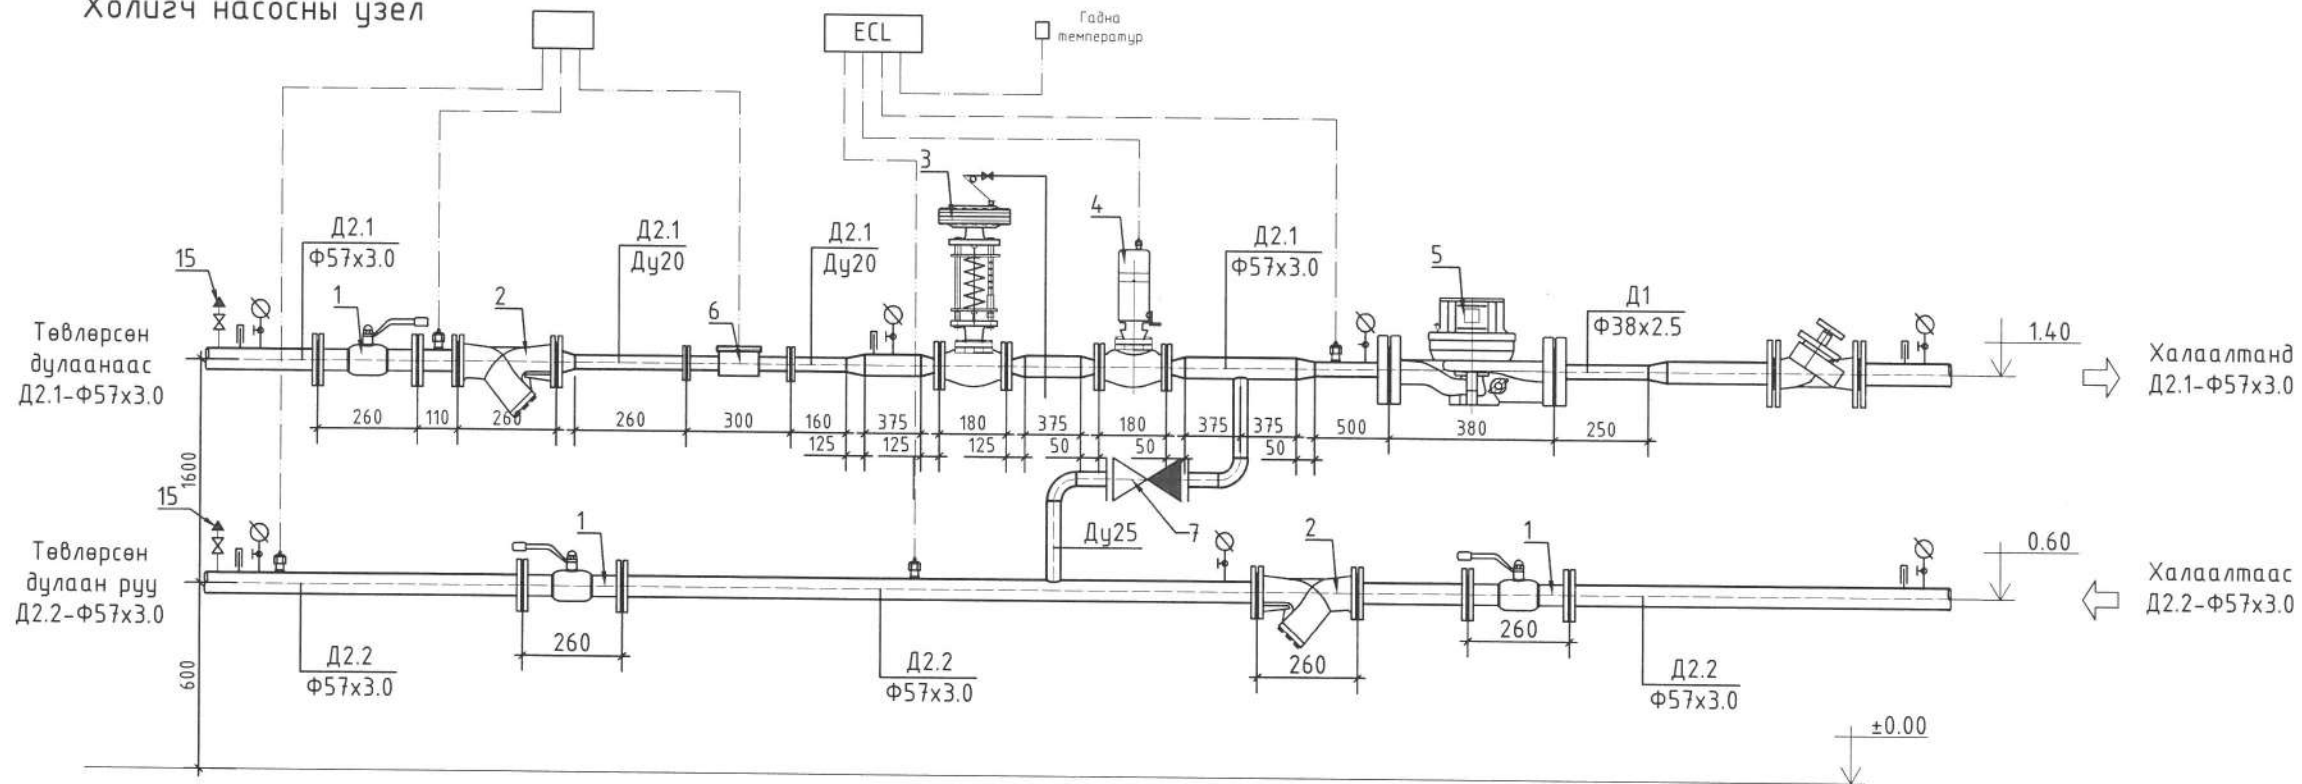 Холигч насосны узел
ECL
Гадна
температур
3
4
5
15
Д2.1
Ф57х3.0
1
2
Д2.1
Ду20
6
Д2.1
Ду20
Д2.1
Ф57х3.0
Д1
Ф38х2.5
1.40
Төвлөрсөн
дулаанаас
Д2.1-Ф57х3.0
Халаалтанд
Д2.1-Ф57х3.0
260
110
260
260
300
160
375
180
375
180
375
375
500
380
250
125
125
125
50
50
50
1600
15
1
Ду25
7
2
1
0.60
Төвлөрсөн
дулаан руу
Д2.2-Ф57х3.0
Халаалтаас
Д2.2-Ф57х3.0
260
260
260
600
Д2.2
Ф57х3.0
Д2.2
Ф57х3.0
Д2.2
Ф57х3.0
±0.00